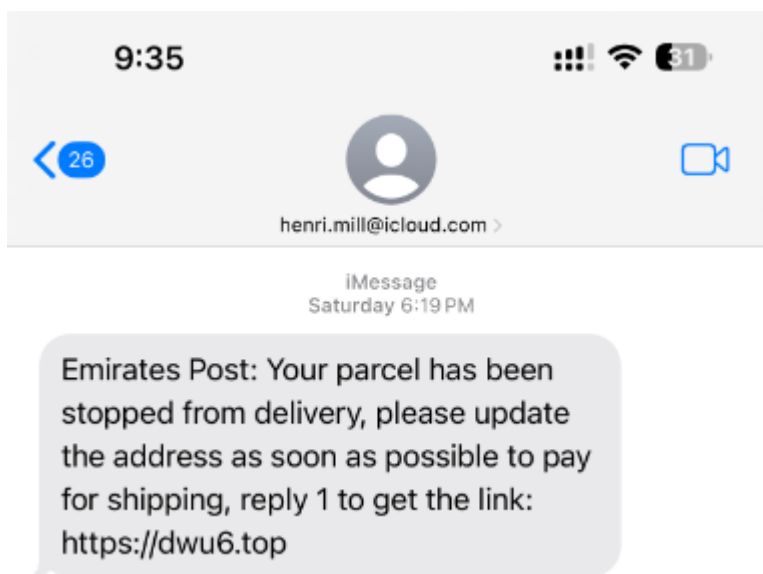 9:35
31
26
henri.mill@icloud.com
iMessage
Saturday 6:19 PM
Emirates Post: Your parcel has been
stopped from delivery, please update
the address as soon as possible to pay
for shipping, reply 1 to get the link:
https://dwu6.top